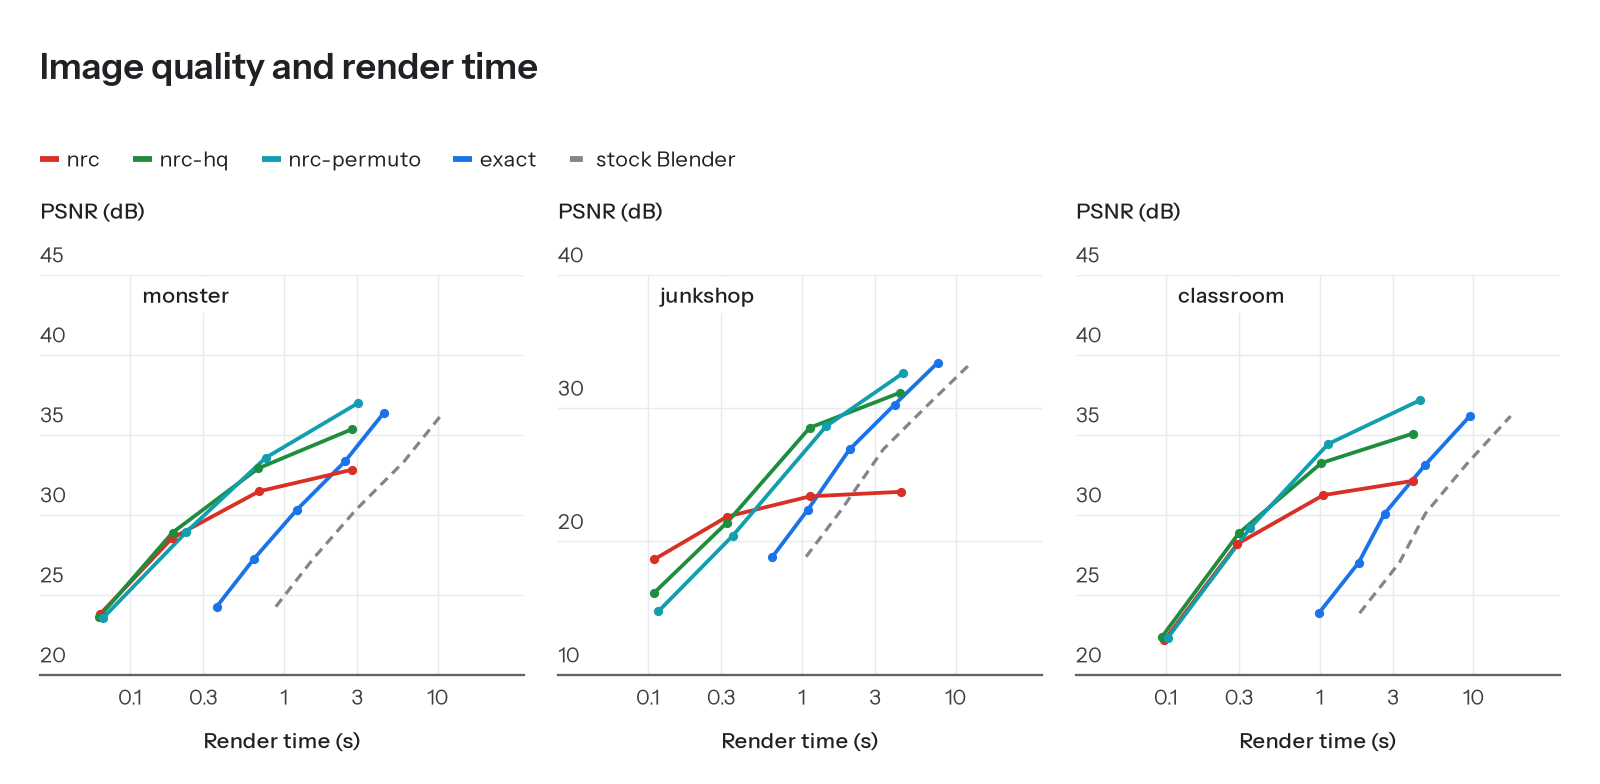 Image quality and render time
nrc nrc-hq nrc-permuto exact stock Blender
PSNR (dB) PSNR (dB) PSNR (dB)
45 40 45
monster junkshop classroom
40 40
30
35 35
30 30
20
25 25
20 10 20
0.1 0.3 1 3 10 0.1 0.3 1 3 10 0.1 0.3 1 3 10
Render time (s) Render time (s) Render time (s)